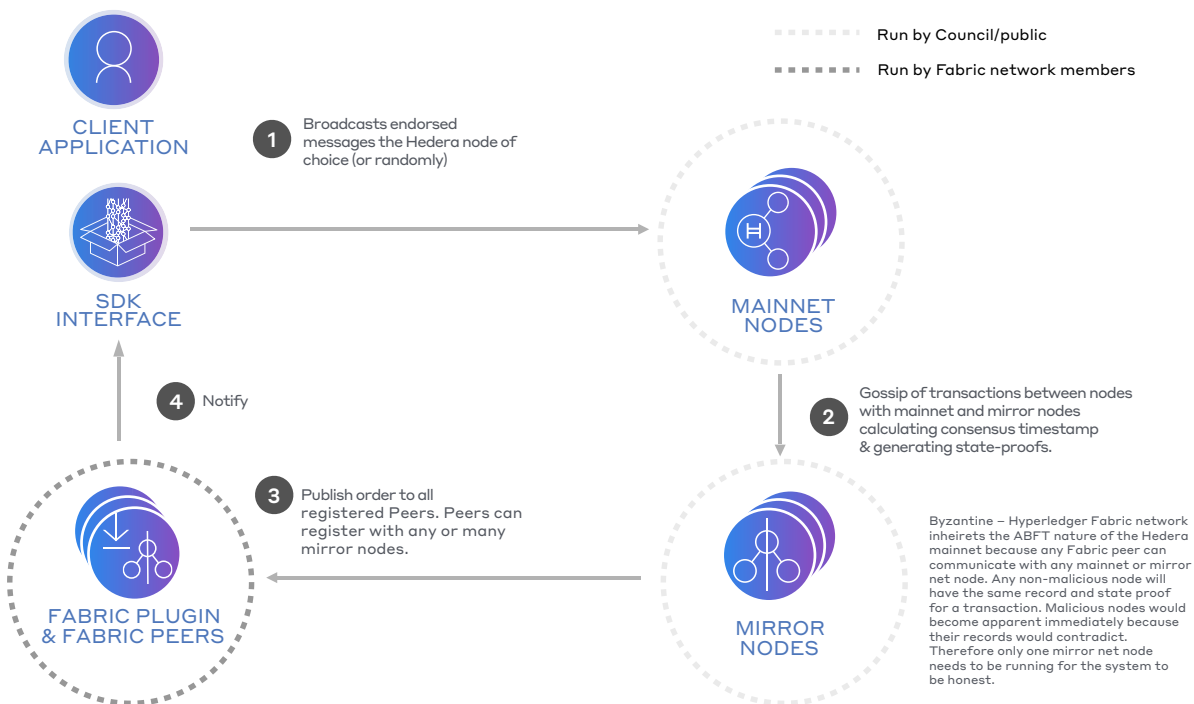 Run by Council/public
Run by Fabric network members
CLIENT
APPLICATION
1
Broadcasts endorsed
messages the Hedera node of
choice (or randomly)
SDK
INTERFACE
MAINNET
NODES
2
Gossip of transactions between nodes
with mainnet and mirror nodes
calculating consensus timestamp
& generating state-proofs.
4
Notify
3
Publish order to all
registered Peers. Peers can
register with any or many
mirror nodes.
FABRIC PLUGIN
& FABRIC PEERS
MIRROR
NODES
Byzantine – Hyperledger Fabric network
inheirets the ABFT nature of the Hedera
mainnet because any Fabric peer can
communicate with any mainnet or mirror
net node. Any non-malicious node will
have the same record and state proof
for a transaction. Malicious nodes would
become apparent immediately because
their records would contradict.
Therefore only one mirror net node
needs to be running for the system to
be honest.